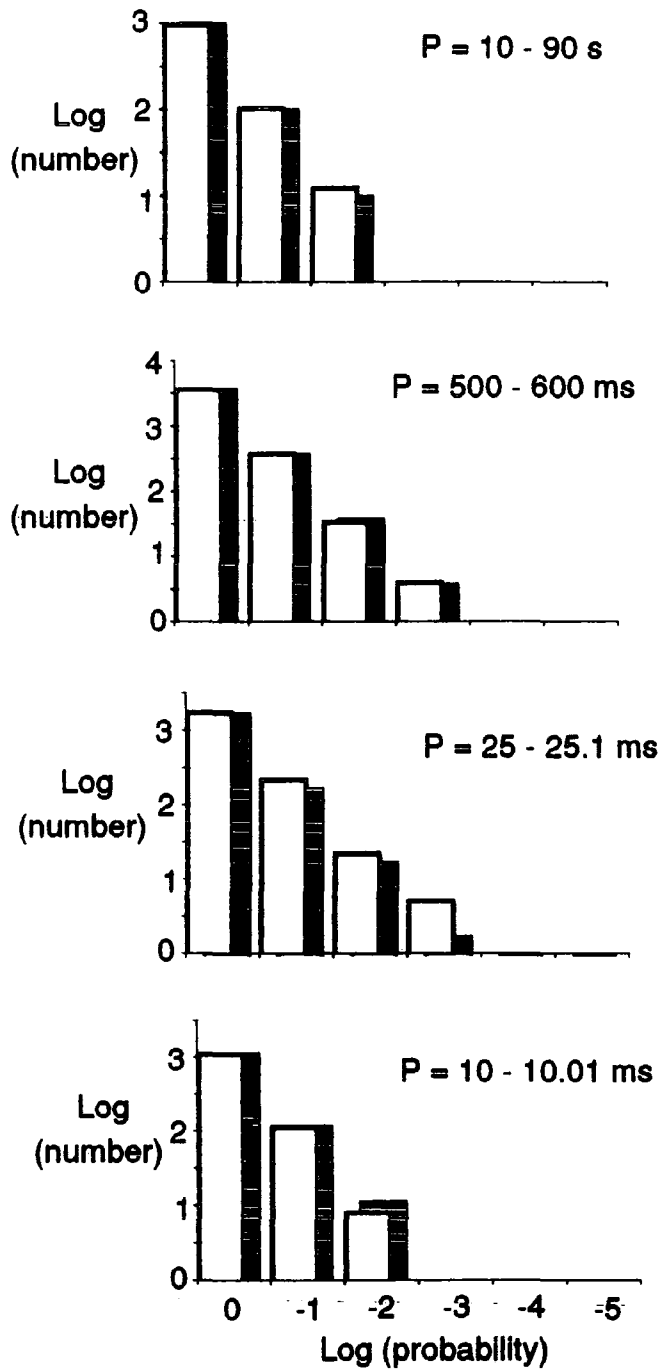 3
P = 10 - 90 s
Log
2
(number)
1
0
4
P = 500 - 600 ms
3
Log
2
(number)
1
0
3
P = 25 - 25.1 ms
Log
2
(number)
1
0
3
P = 10 - 10.01 ms
Log
2
(number)
1
0
0 -1 -2 -3 -4 -5
Log (probability)